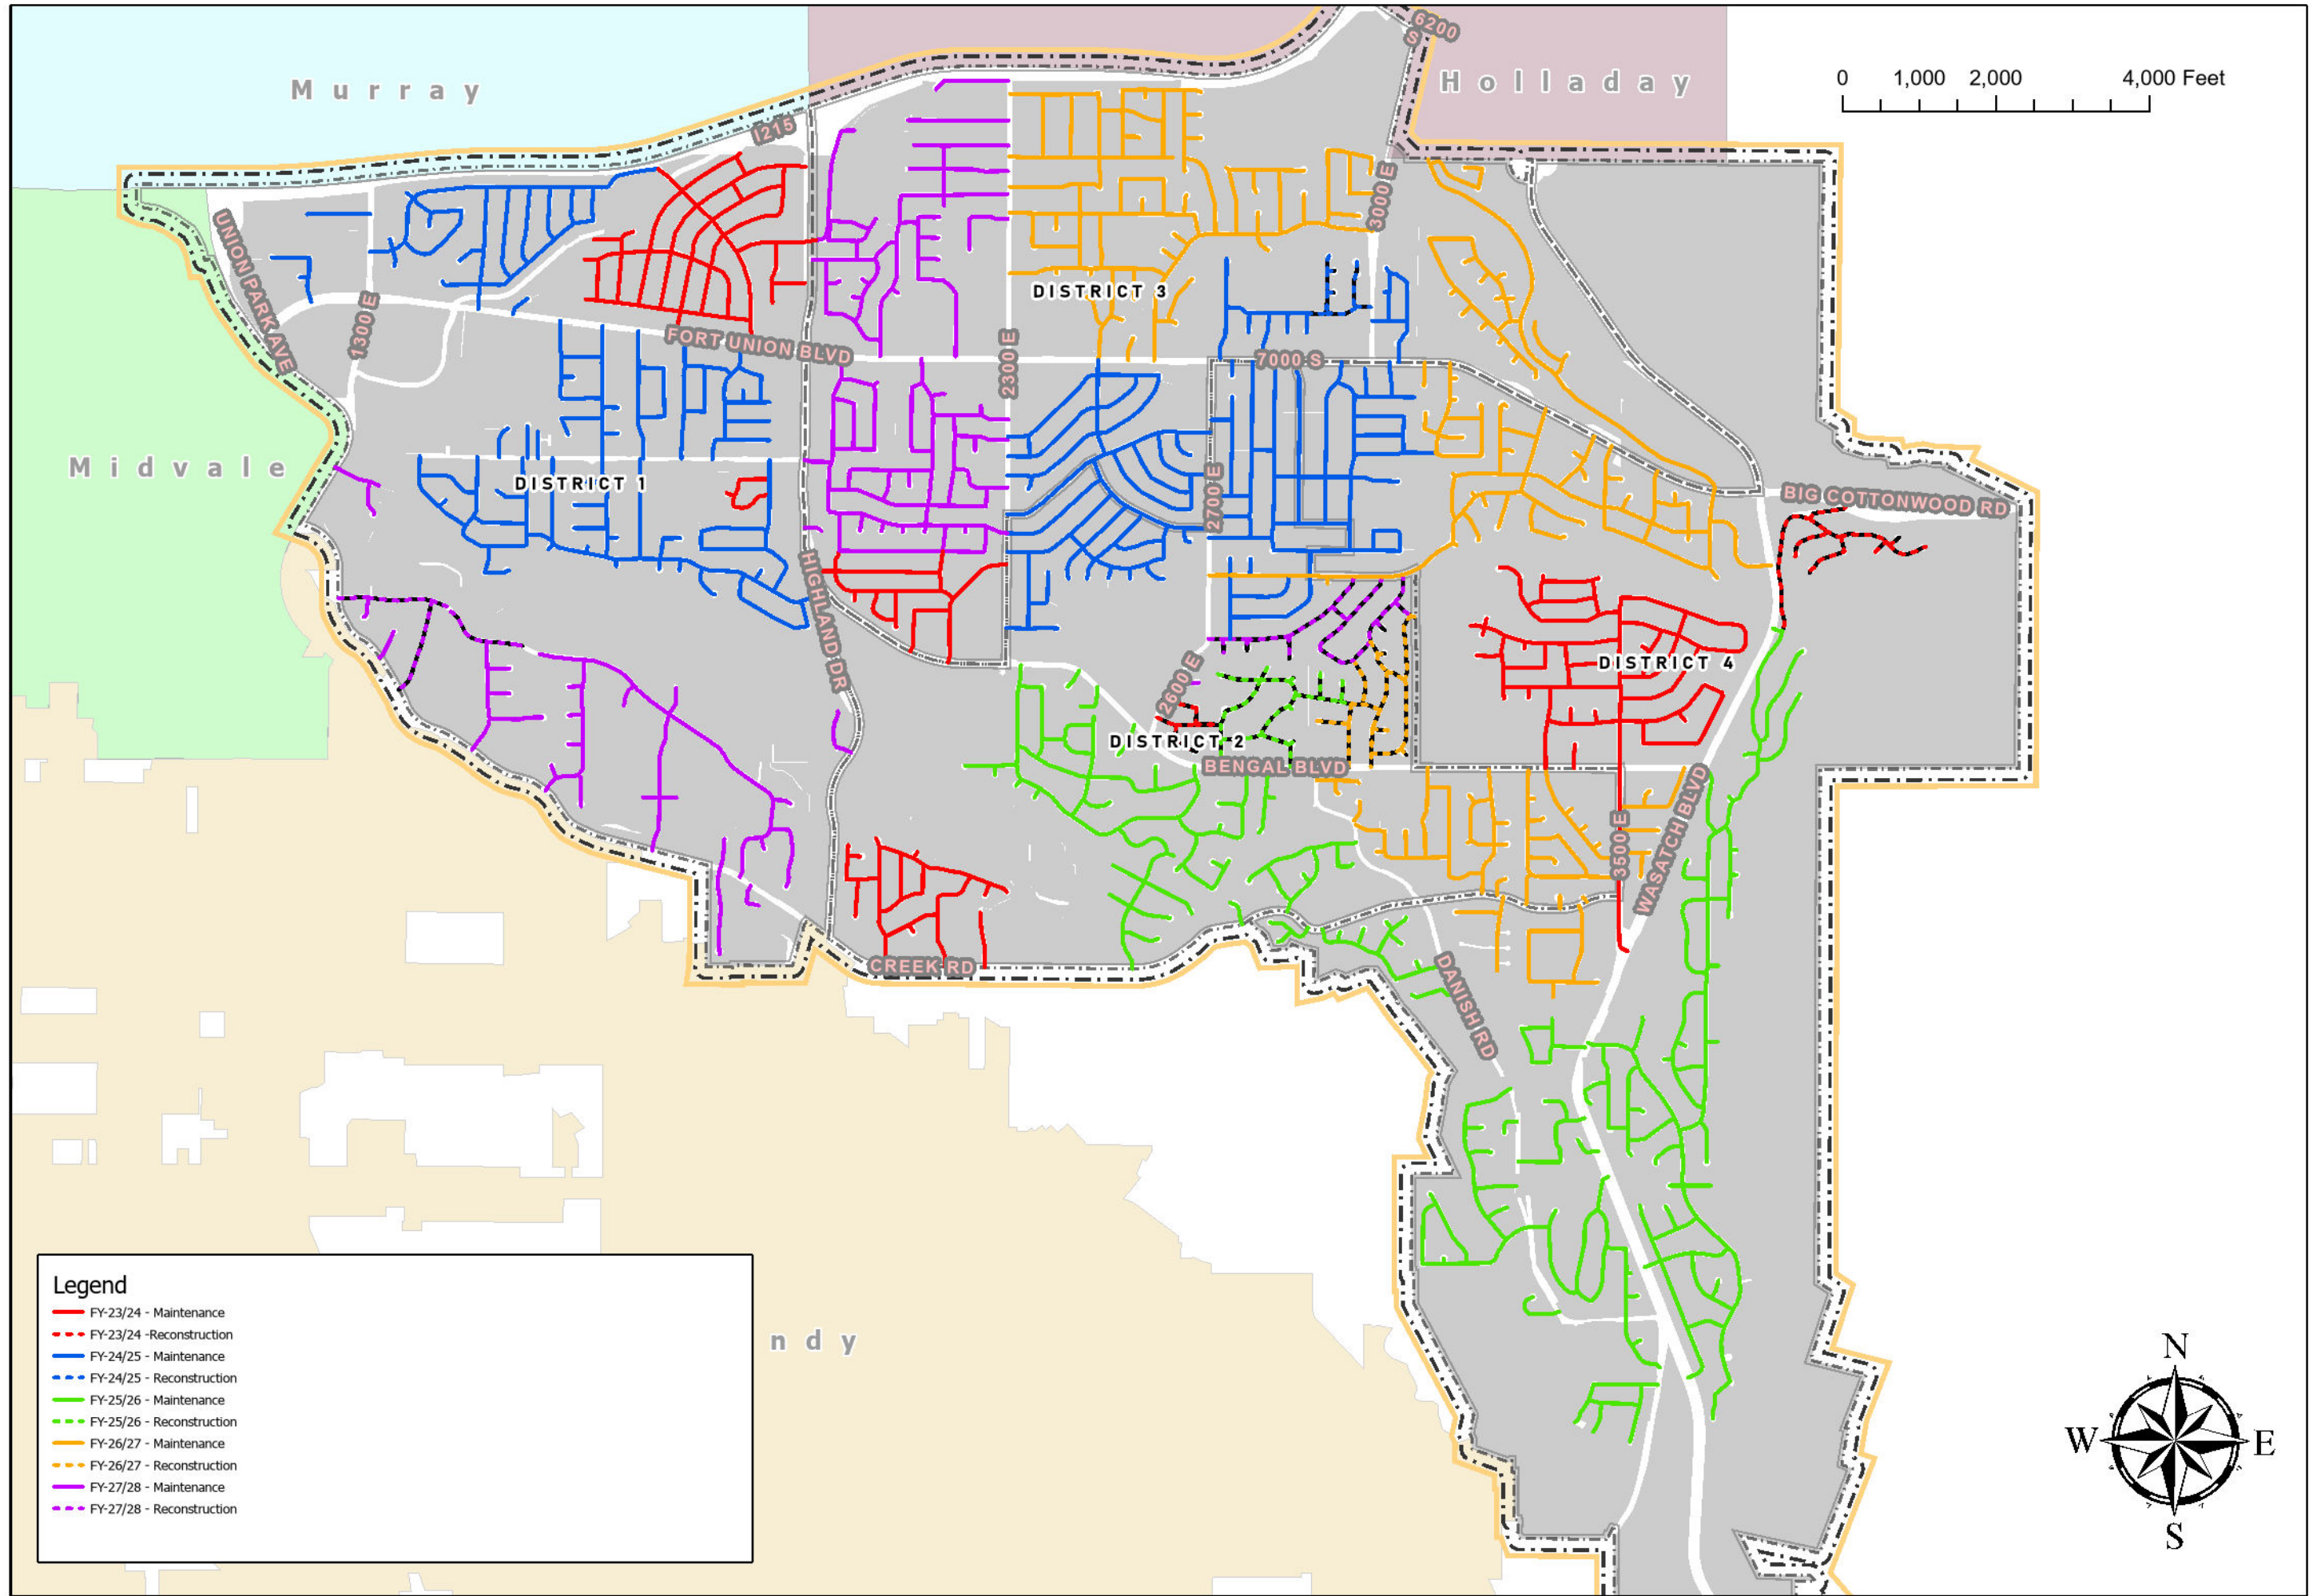 6200
S
Murray
Holladay
0 1,000 2,000 4,000 Feet
I215
3000 E
UNION PARK AVE
1300 E
DISTRICT 3
FORT UNION BLVD
2300 E
7000 S
Midvale
DISTRICT 1
2700 E
BIG COTTONWOOD RD
HIGHLAND DR
2600 E
DISTRICT 4
DISTRICT 2
BENGAL BLVD
3500 E
WASATCH BLVD
CREEK RD
DANISH RD
ndy
Legend
FY-23/24 - Maintenance
FY-23/24 -Reconstruction
FY-24/25 - Maintenance
FY-24/25 - Reconstruction
FY-25/26 - Maintenance
FY-25/26 - Reconstruction
FY-26/27 - Maintenance
FY-26/27 - Reconstruction
FY-27/28 - Maintenance
FY-27/28 - Reconstruction
N
W E
S